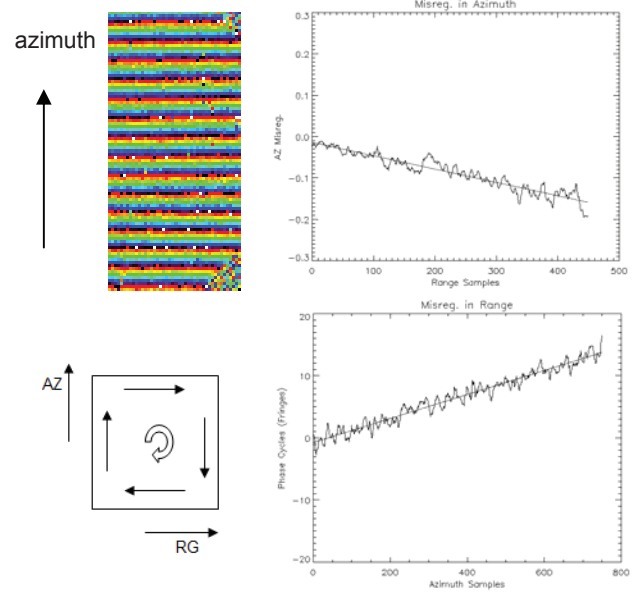 azimuth
Misreg. in Azimuth
0.3
0.2
0.1
0.0
-0.1
-0.2
-0.3
AZ Misreg.
0
100
200
300
400
500
Range Samples
AZ
RG
Misreg. in Range
20
10
0
-10
-20
Phase Cycles (Fringes)
0
200
400
600
800
Azimuth Samples